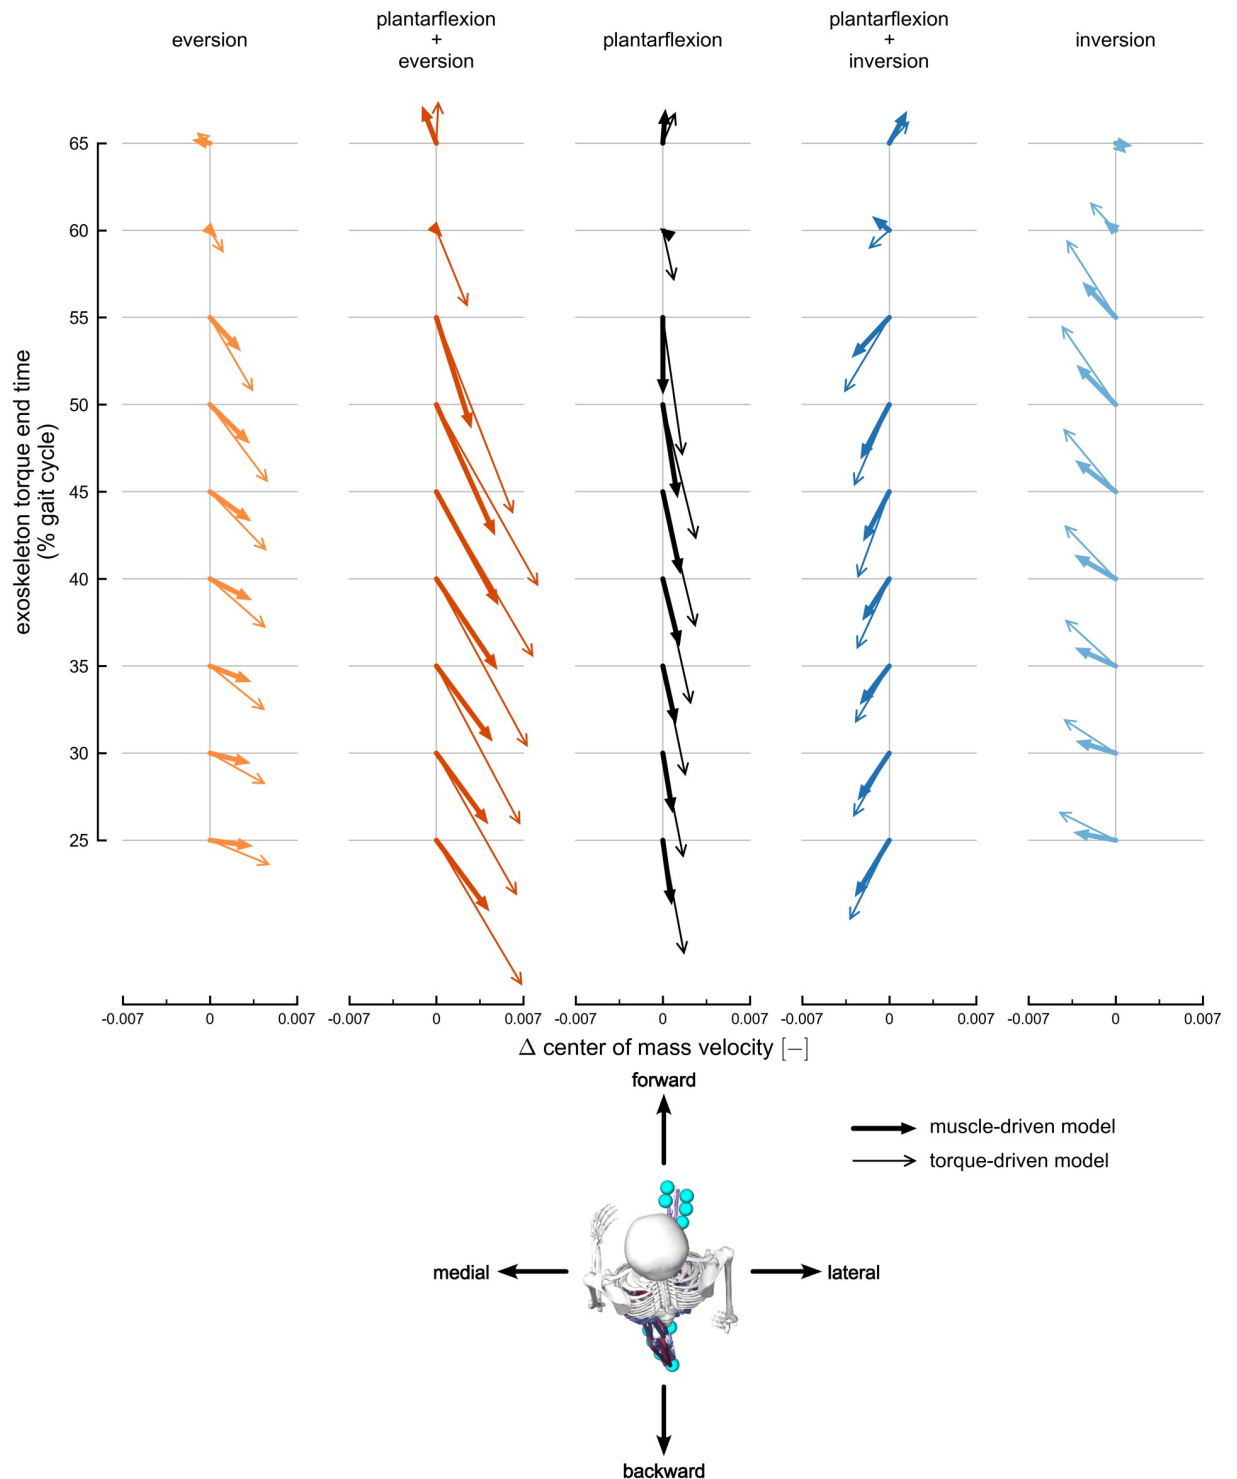 eversion
plantarflexion
+
eversion
plantarflexion
plantarflexion
+
inversion
inversion
exoskeleton torque end time
(% gait cycle)
65
60
55
50
45
40
35
30
25
-0.007 0 0.007 -0.007 0 0.007 -0.007 0 0.007 -0.007 0 0.007 -0.007 0 0.007
Δ center of mass velocity [−]
forward
muscle-driven model
torque-driven model
medial
lateral
backward